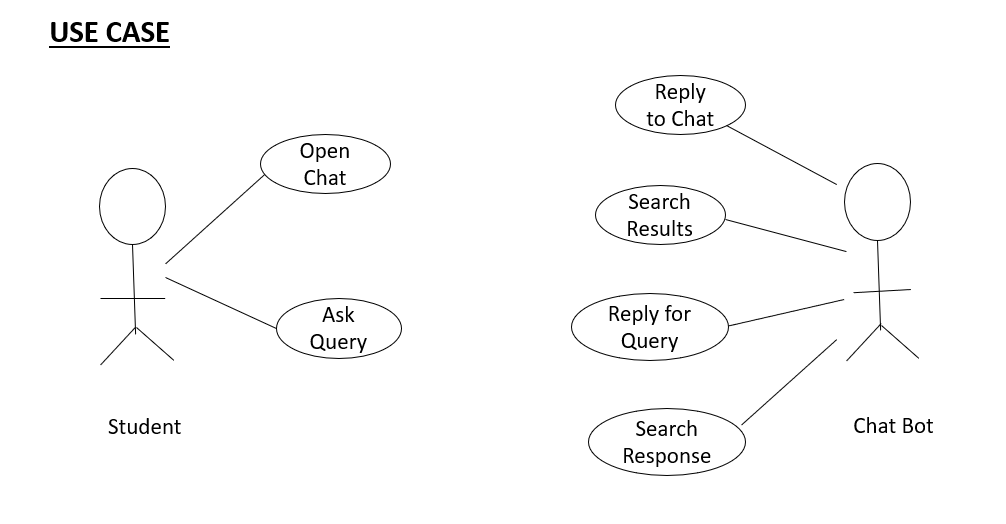 USE CASE
Open
Chat
Ask
Query
Student
Reply
to Chat
Search
Results
Reply for
Query
Search
Response
Chat Bot